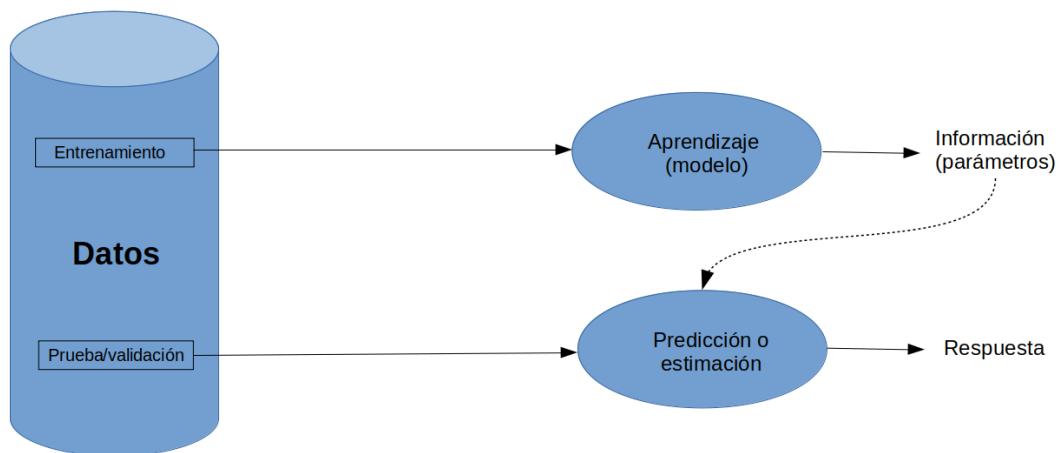 Entrenamiento
Aprendizaje
(modelo)
Información
(parámetros)
Datos
Prueba/validación
Predicción o
estimación
Respuesta